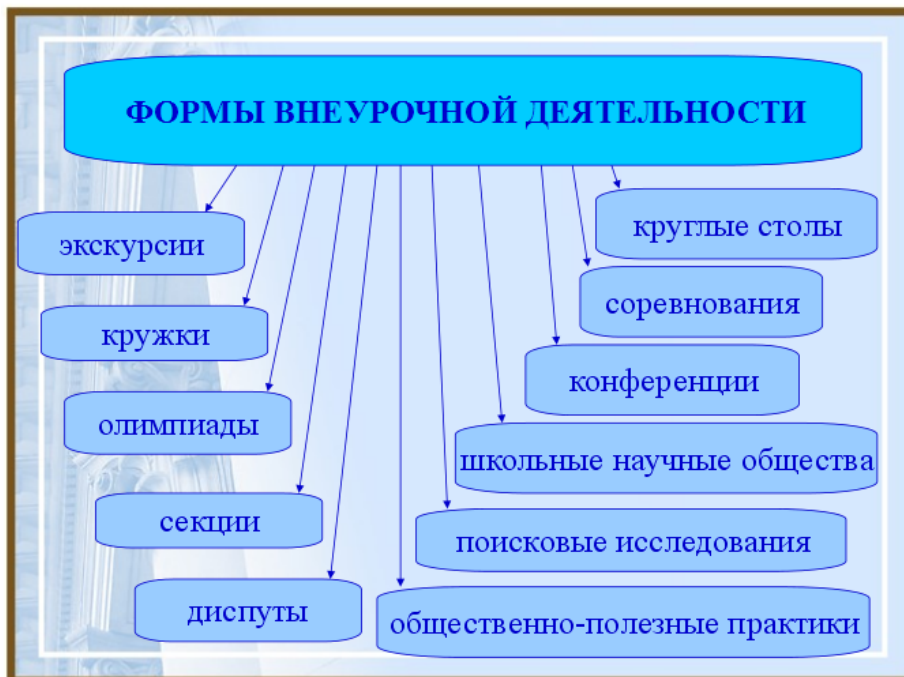 ФОРМЫ ВНЕУРОЧНОЙ ДЕЯТЕЛЬНОСТИ
экскурсии
кружки
олимпиады
секции
диспуты
круглые столы
соревнования
конференции
школьные научные общества
поисковые исследования
общественно-полезные практики